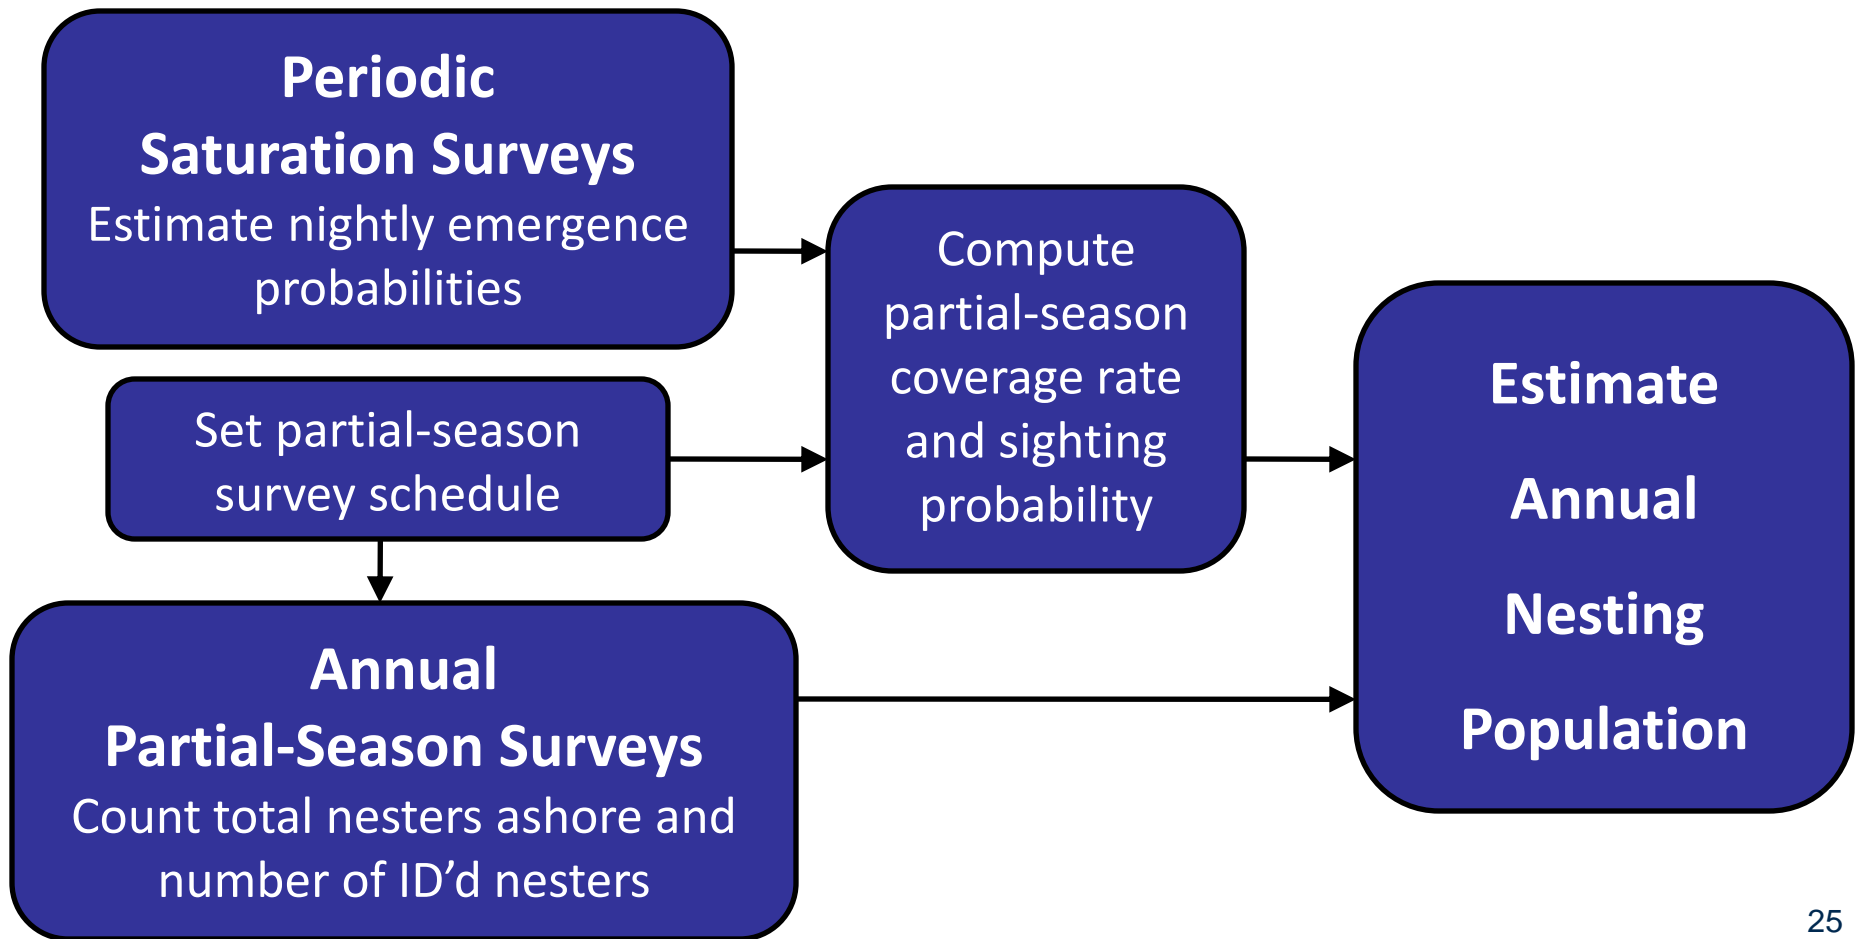 Periodic
Saturation Surveys
Estimate nightly emergence
probabilities
Set partial-season
survey schedule
Annual
Partial-Season Surveys
Count total nesters ashore and
number of ID’d nesters
Compute
partial-season
coverage rate
and sighting
probability
Estimate
Annual
Nesting
Population
25